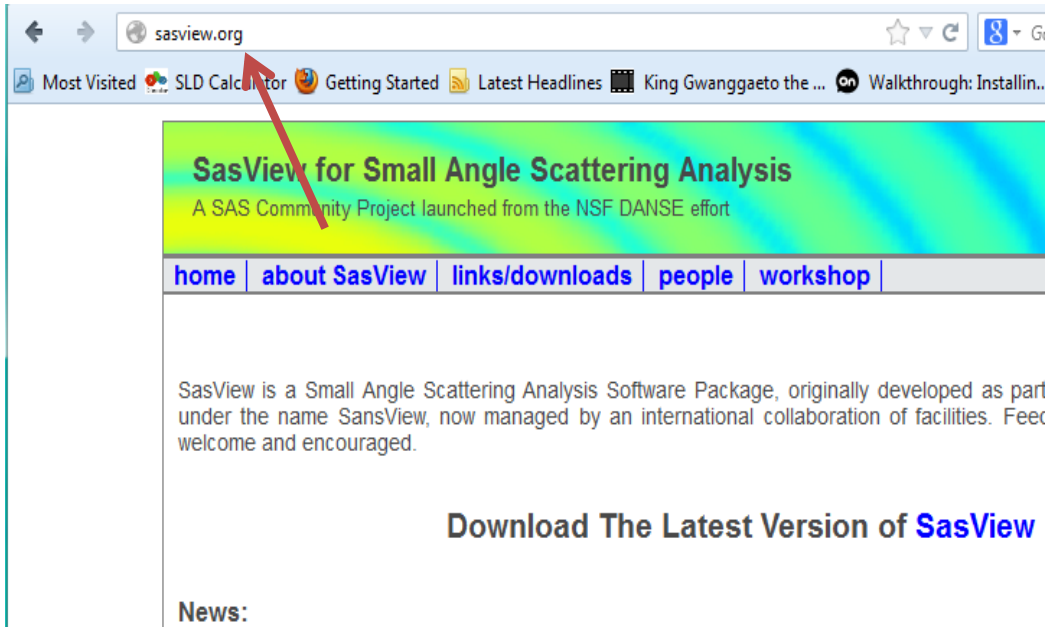 sasview.org
8 G
Most Visited SLD Calculator Getting Started Latest Headlines King Gwanggaeto the ... on Walkthrough: Installin...
SasView for Small Angle Scattering Analysis
A SAS Community Project launched from the NSF DANSE effort
home about SasView links/downloads people workshop
SasView is a Small Angle Scattering Analysis Software Package, originally developed as part
under the name SansView, now managed by an international collaboration of facilities. Feed
welcome and encouraged.
Download The Latest Version of SasView
News: